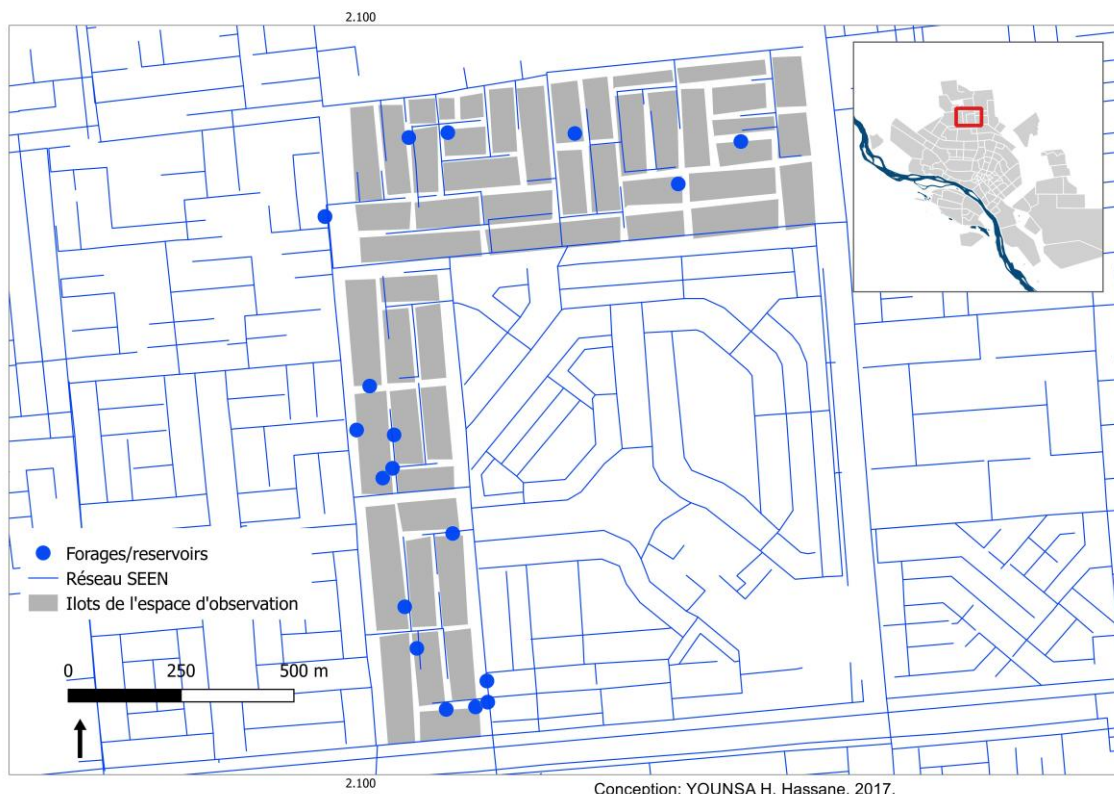 2.100
Forages/reservoirs
Réseau SEEN
Ilots de l'espace d'observation
0 250 500 m
2.100
Conception: YOUNSA H. Hassane, 2017.